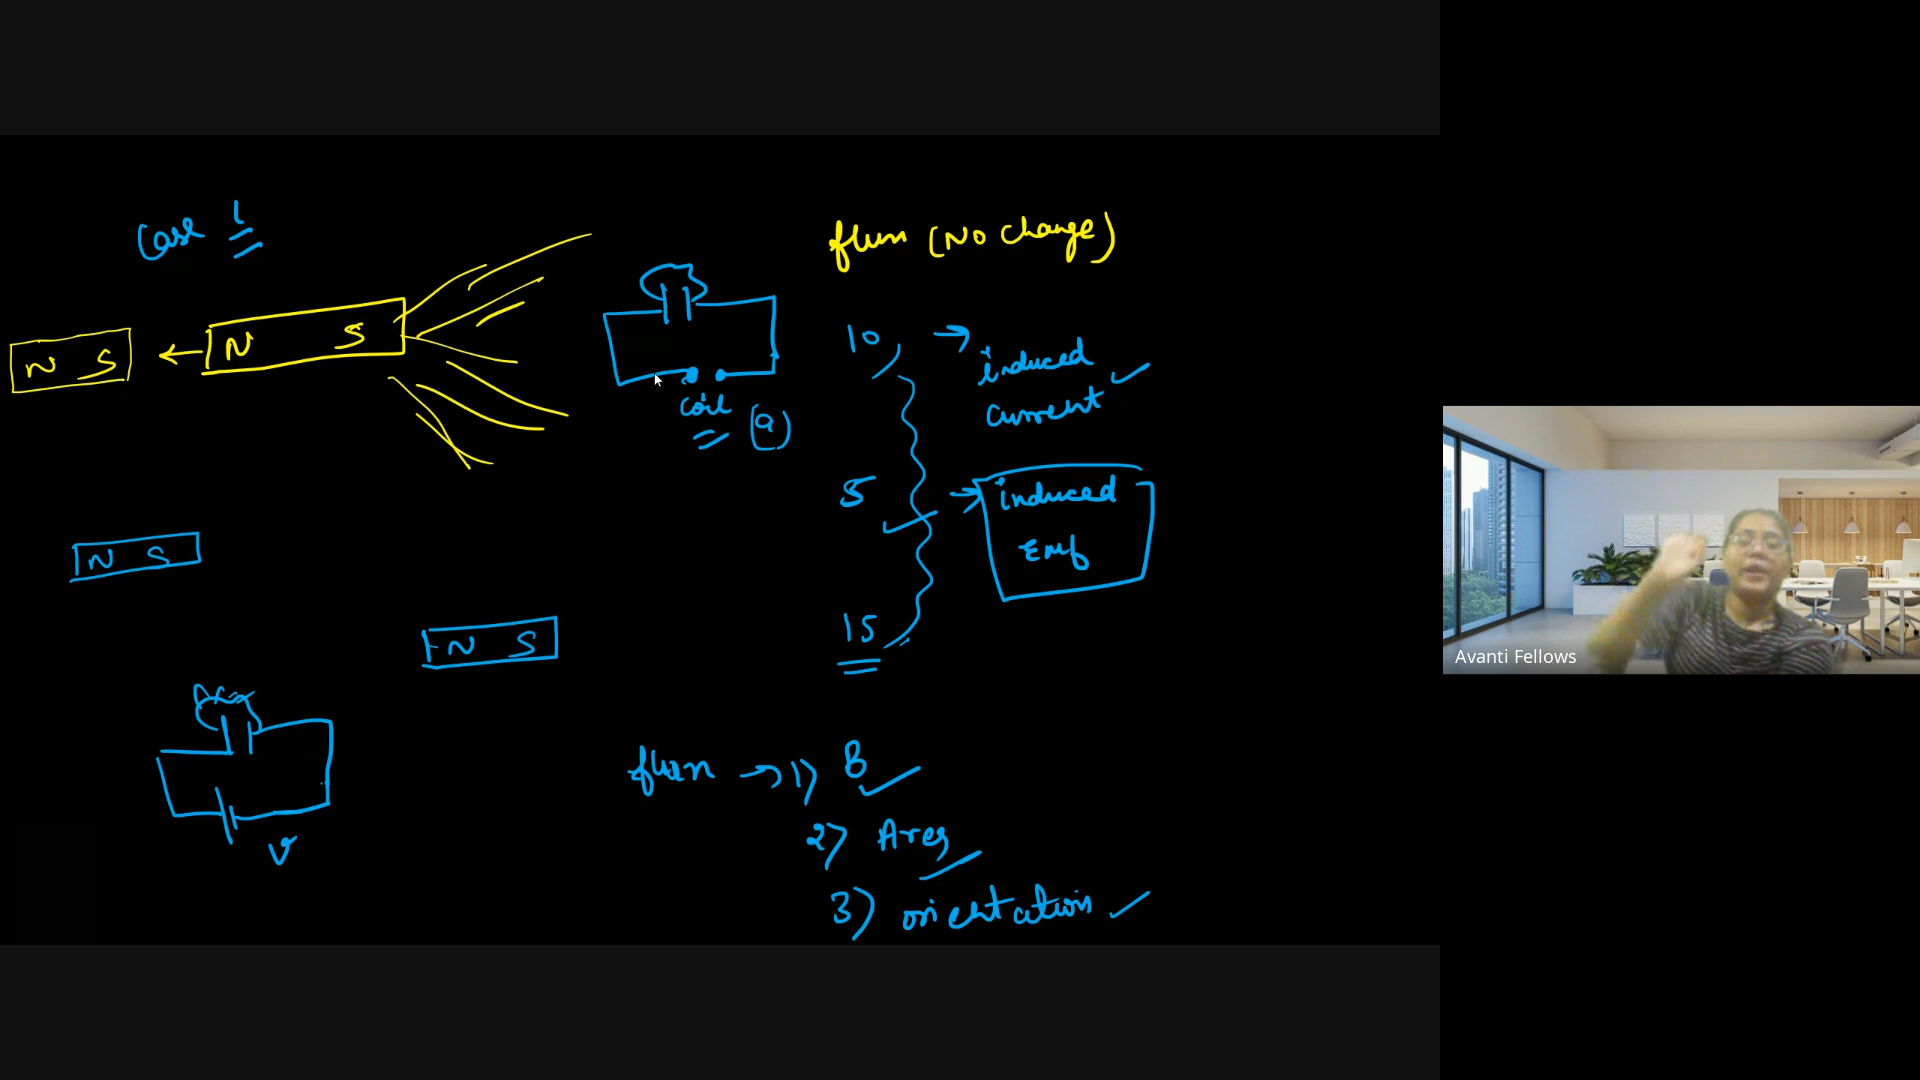 Case 1
flux (No change)
N S
N S
coil (a)
10,
→ induced
current
5
→ induced
Emf
15
N S
N S
V
flux → 1) B
2) Area
3) orientation
Avanti Fellows